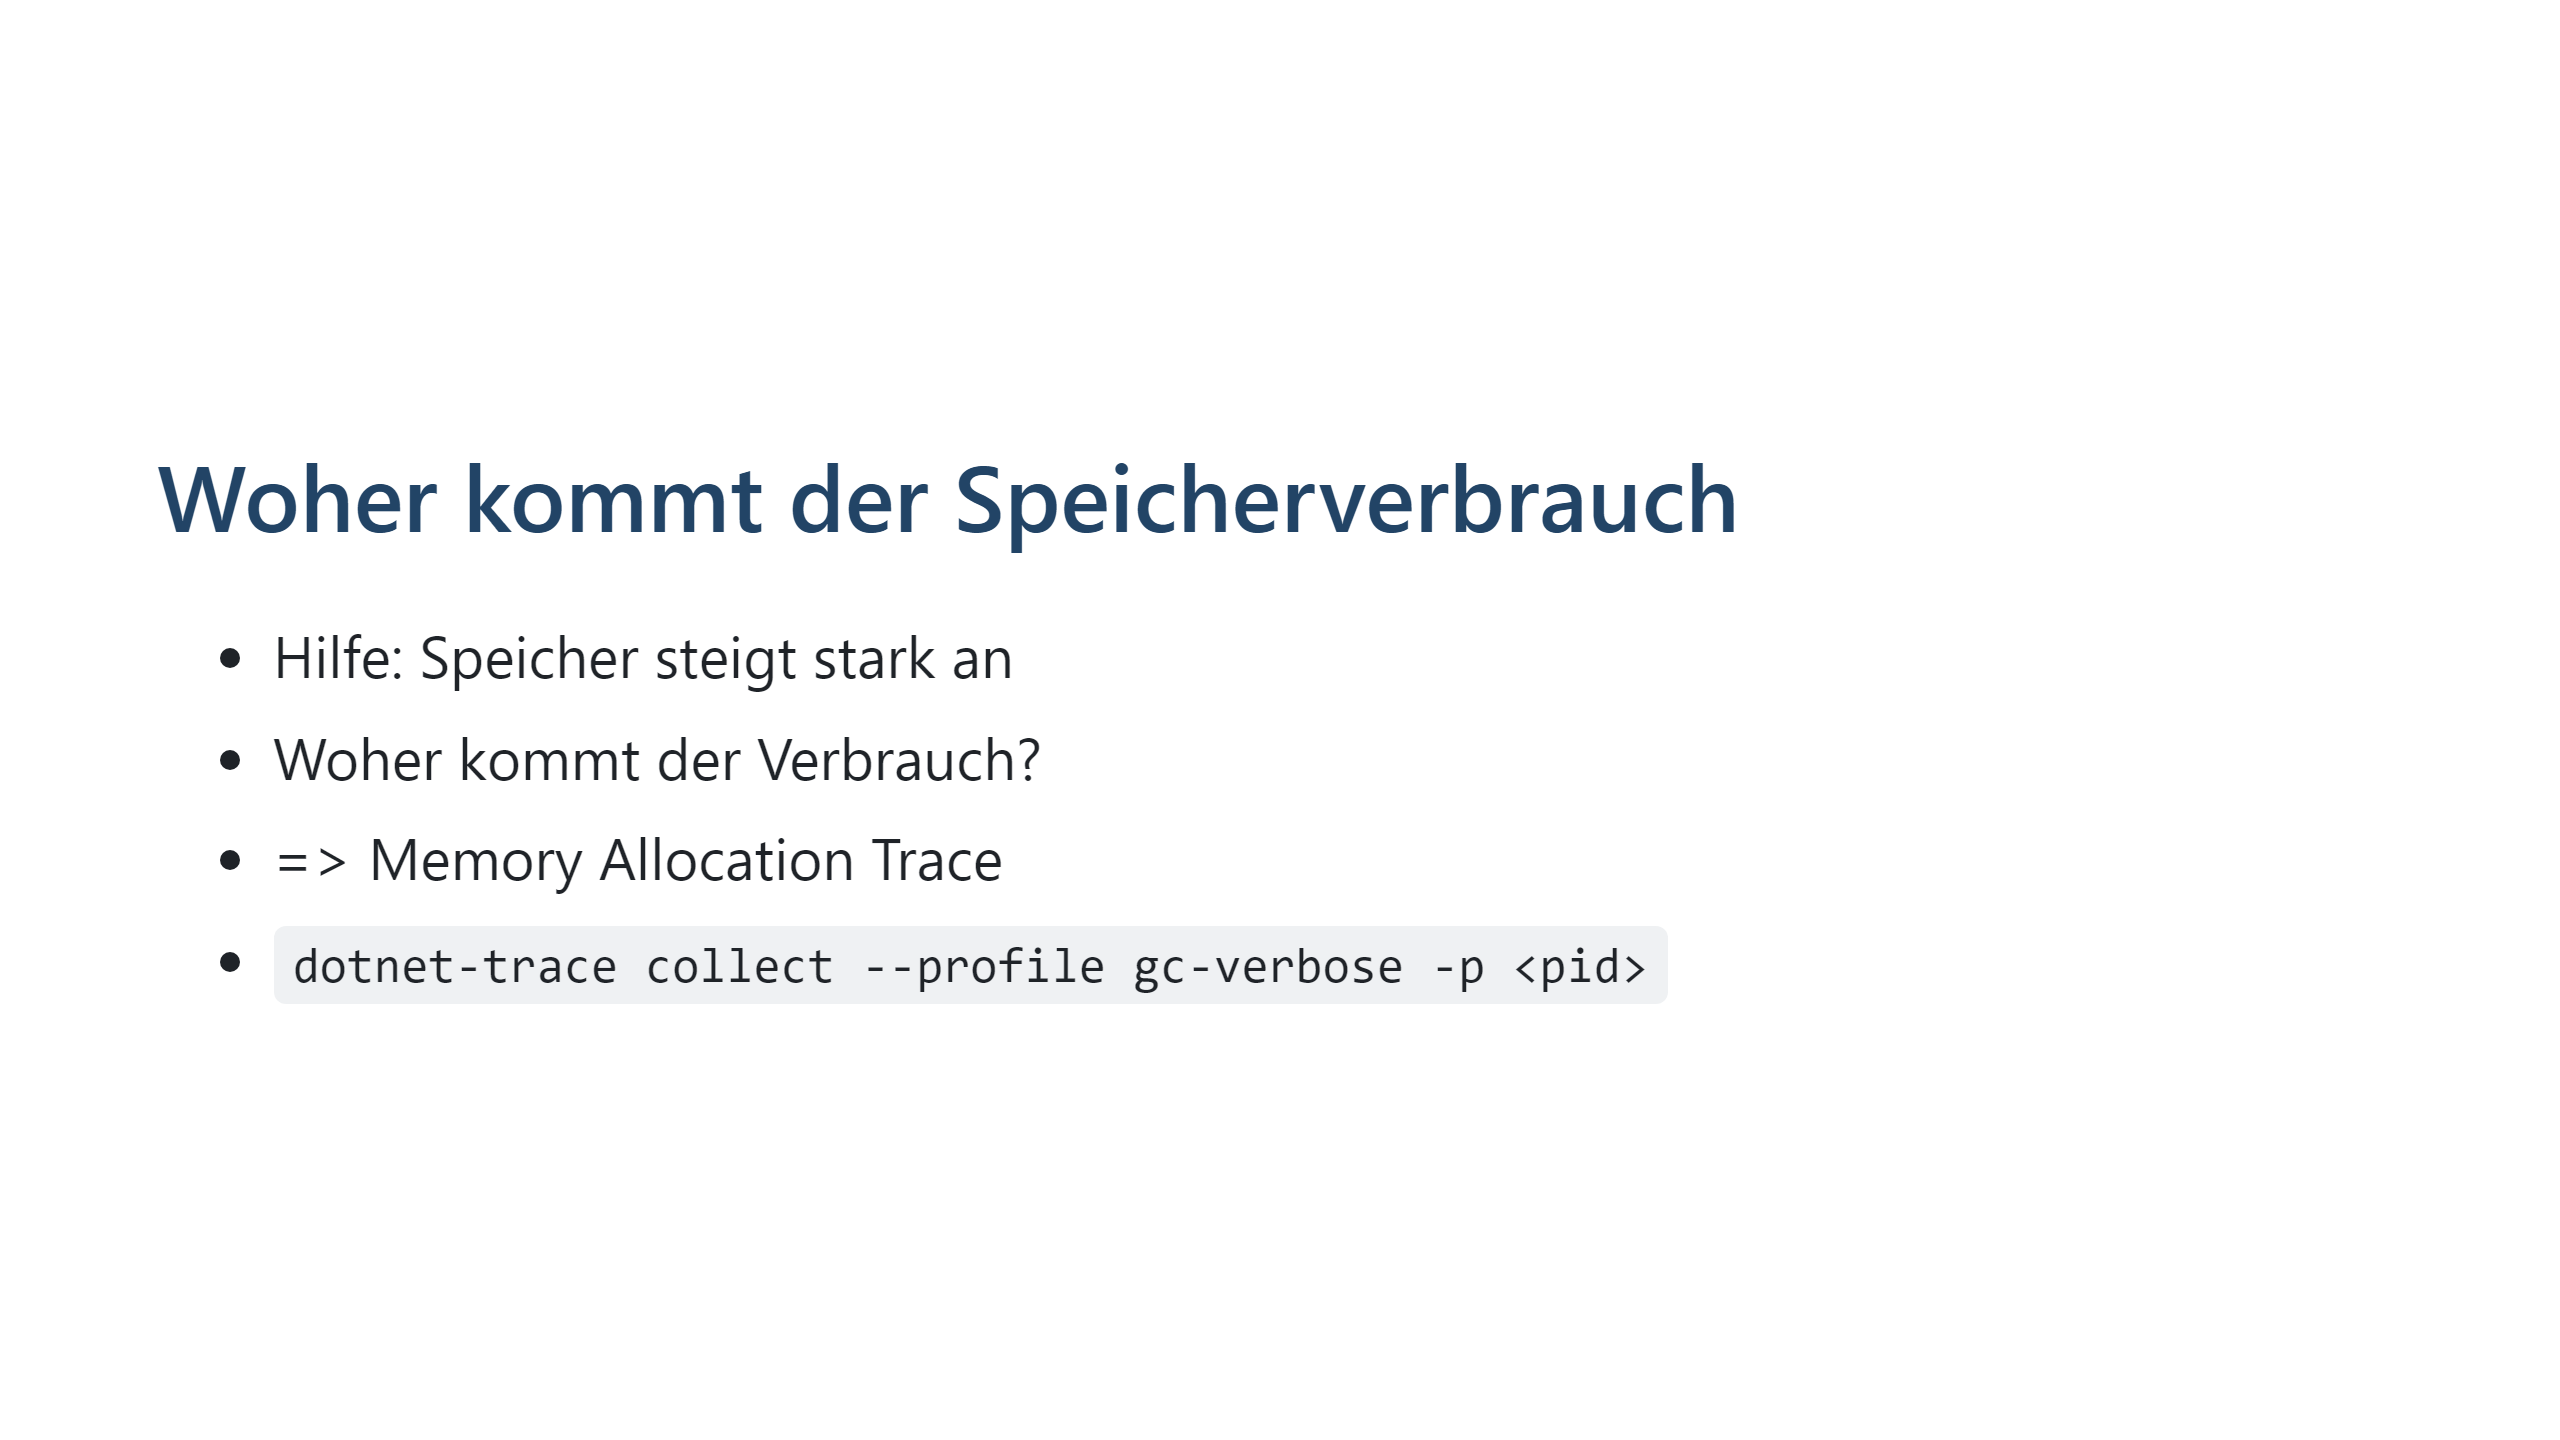 Woher kommt der Speicherverbrauch
Hilfe: Speicher steigt stark an
Woher kommt der Verbrauch?
=> Memory Allocation Trace
dotnet-trace collect --profile gc-verbose -p <pid>